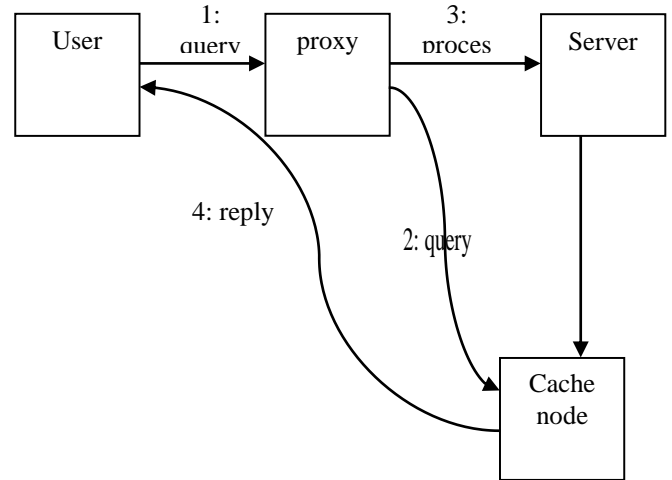 User
1:
query
proxy
3:
proces
Server
4: reply
2: query
Cache
node